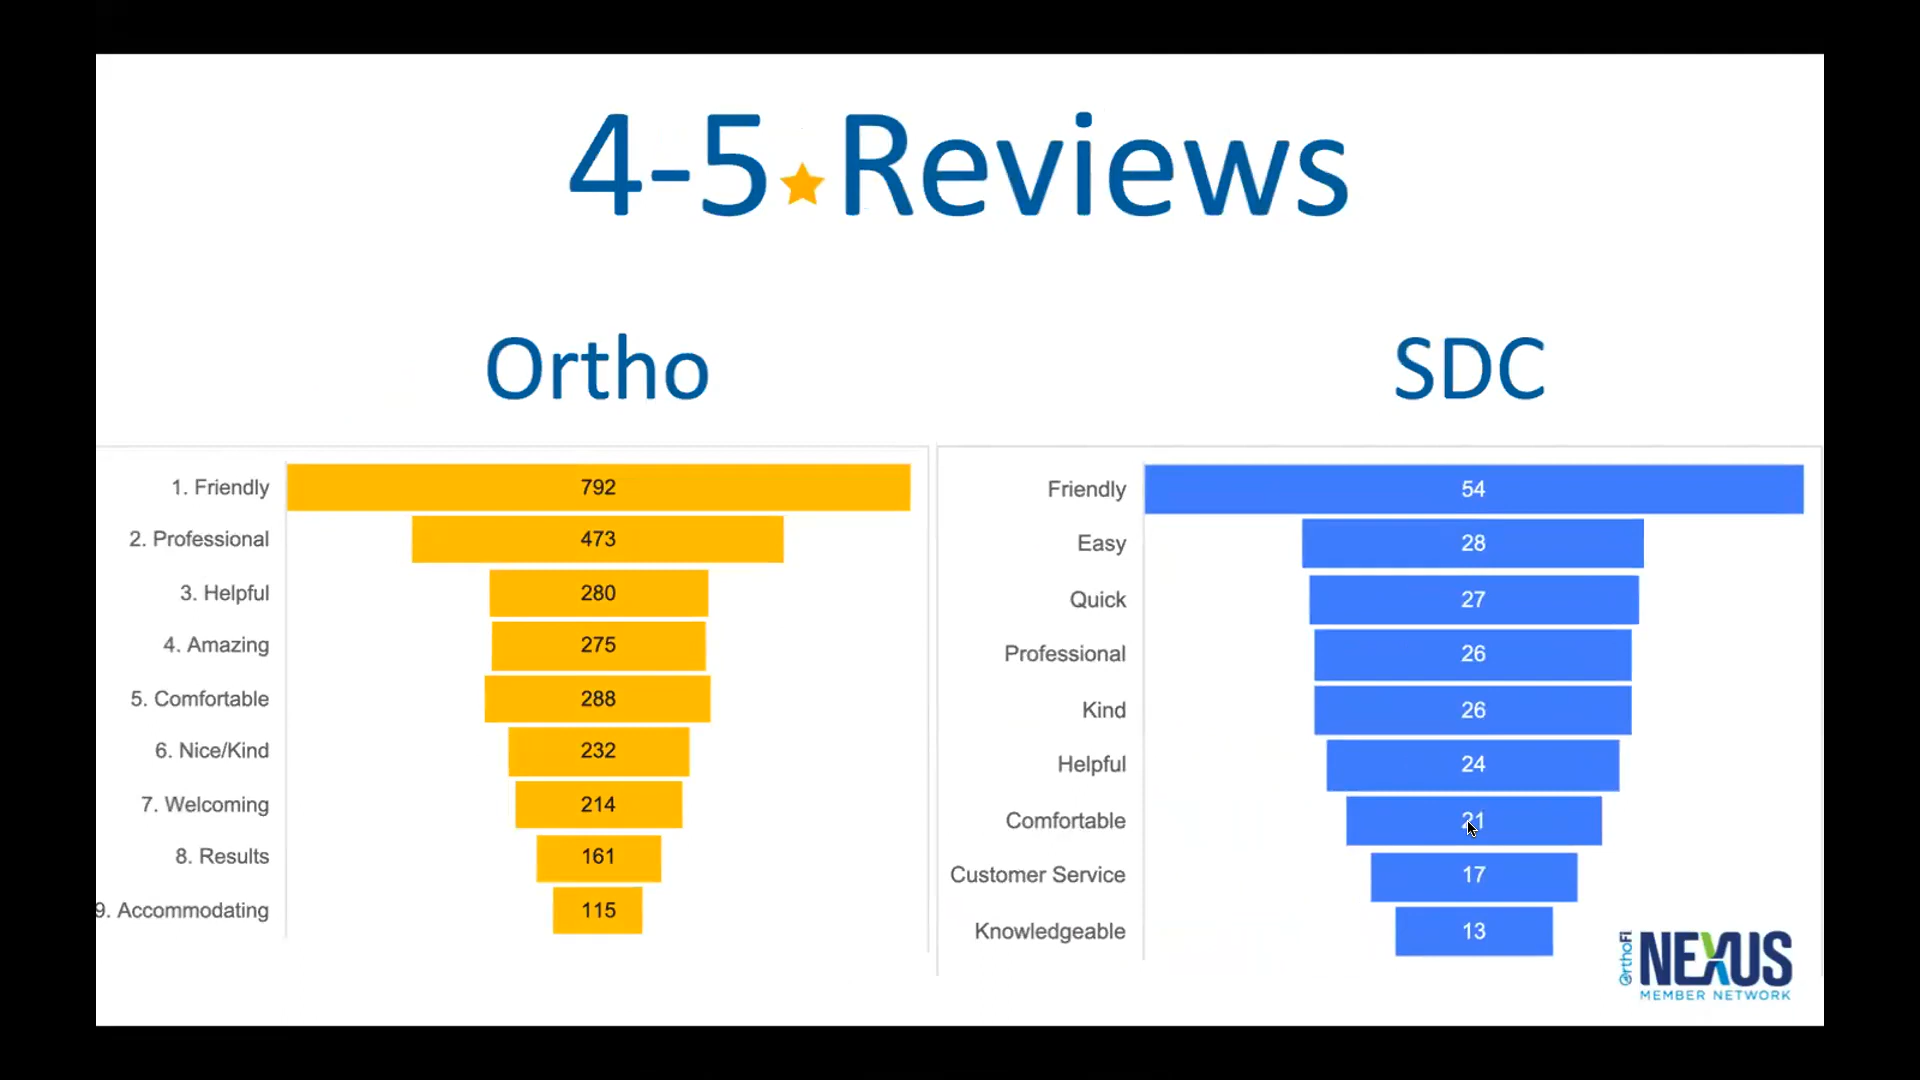 4-5 Reviews
Ortho
1. Friendly 792
2. Professional 473
3. Helpful 280
4. Amazing 275
5. Comfortable 288
6. Nice/Kind 232
7. Welcoming 214
8. Results 161
9. Accommodating 115
SDC
Friendly 54
Easy 28
Quick 27
Professional 26
Kind 26
Helpful 24
Comfortable 21
Customer Service 17
Knowledgeable 13
OrthoFi
NEXUS
MEMBER NETWORK